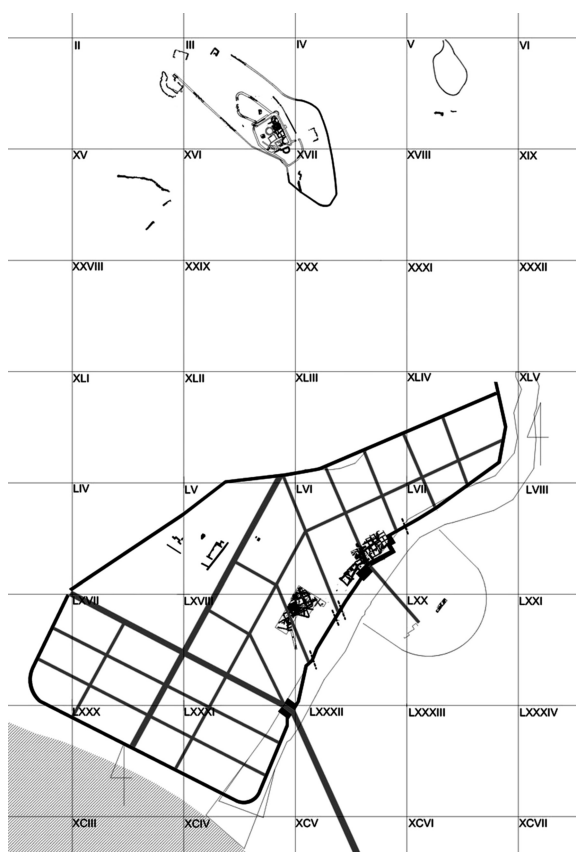 II III IV V VI
XV XVI XVII XVIII XIX
XXVIII XXIX XXX XXXI XXXII
XLI XLII XLIII XLIV XLV
LIV LV LVI LVII LVIII
LXVII LXVIII LXX LXXI
LXXX LXXXI LXXXII LXXXIII LXXXIV
XCIII XCIV XCV XCVI XCVII